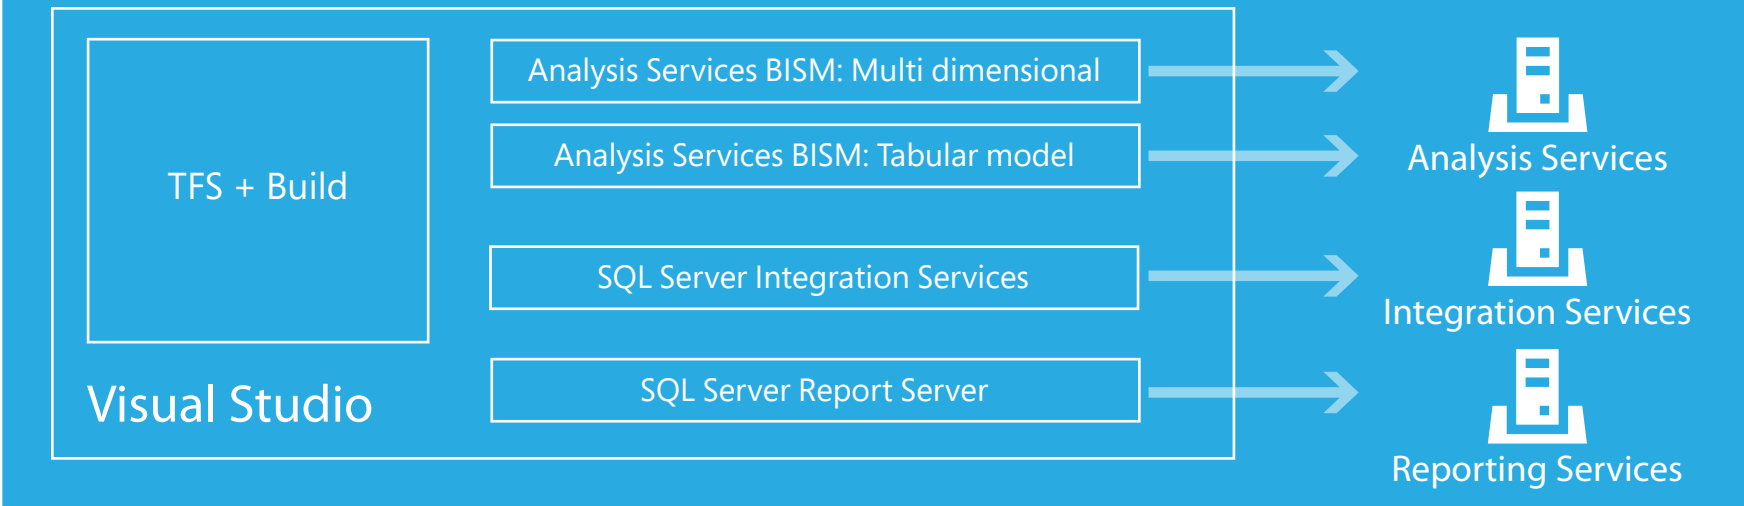 TFS + Build
Visual Studio
Analysis Services BISM: Multi dimensional
Analysis Services BISM: Tabular model
SQL Server Integration Services
SQL Server Report Server
Analysis Services
Integration Services
Reporting Services